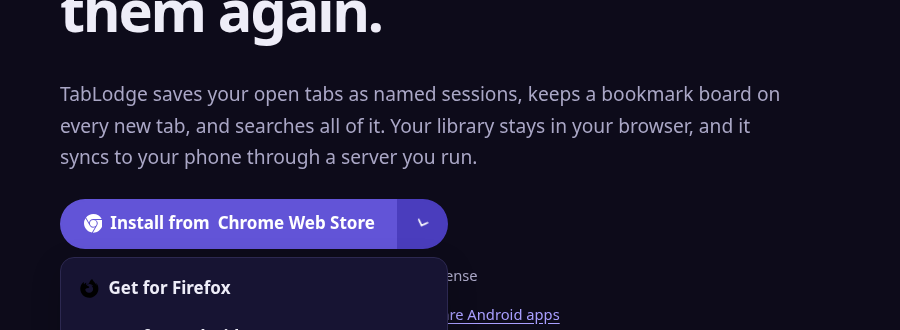 them again.
TabLodge saves your open tabs as named sessions, keeps a bookmark board on
every new tab, and searches all of it. Your library stays in your browser, and it
syncs to your phone through a server you run.
Install from Chrome Web Store
Get for Firefox
Android apps